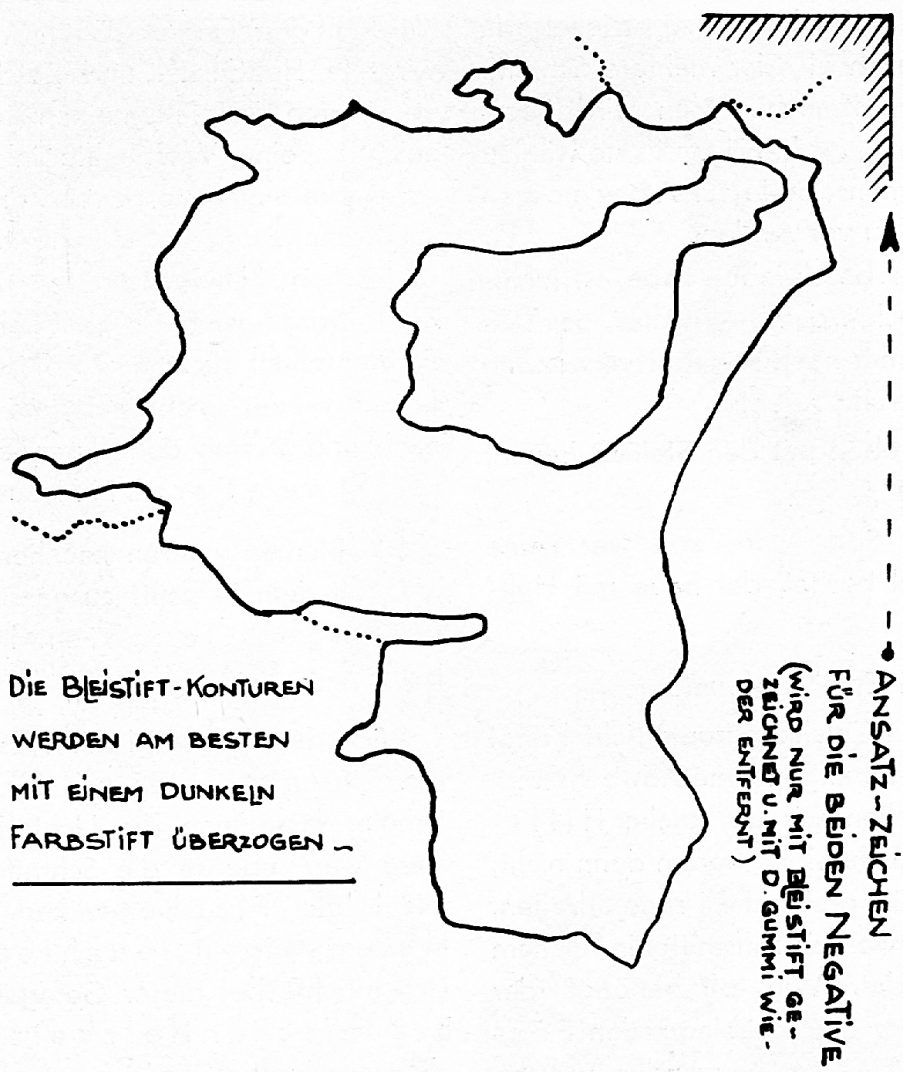 DIE BLEISTIFT-KONTUREN
WERDEN AM BESTEN
MIT EINEM DUNKELN
FARBSTIFT ÜBERZOGEN –
ANSATZ-ZEICHEN
FÜR DIE BEIDEN NEGATIVE
(WIRD NUR MIT BLEISTIFT GE-
ZEICHNET U. MIT D. GUMMI WIE-
DER ENTFERNT)